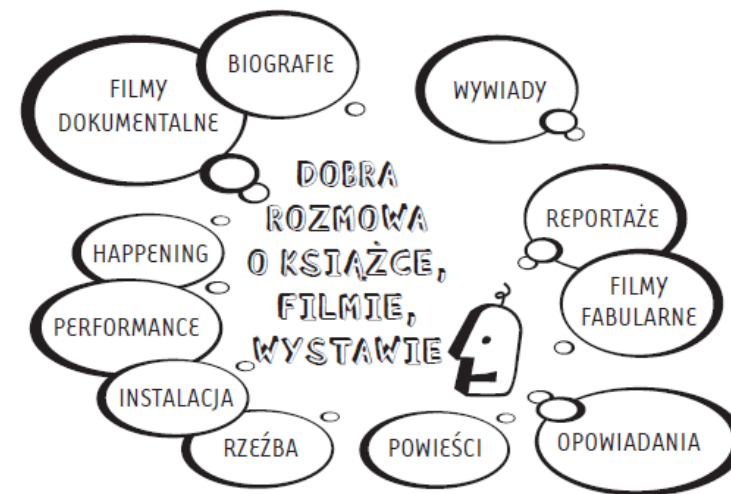 BIOGRAFIE
FILMY
DOKUMENTALNE
WYWIADY
DOBRA
ROZMOWA
O KSIĄŻCE,
FILMIE,
WYSTAWIE
HAPPENING
REPORTAŻE
PERFORMANCE
FILMY
FABULARNE
INSTALACJA
RZEŹBA
POWIEŚCI
OPOWIADANIA